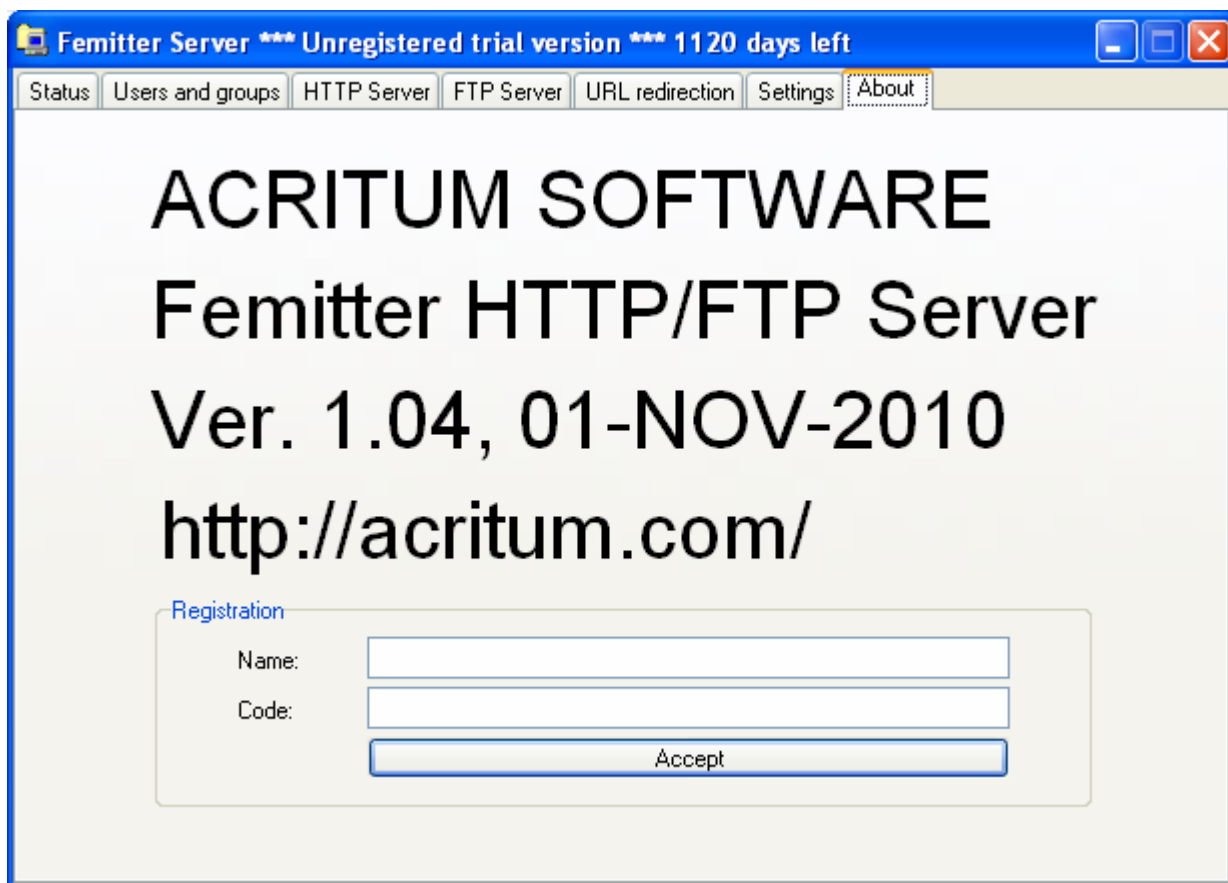 Femitter Server *** Unregistered trial version *** 1120 days left
Status Users and groups HTTP Server FTP Server URL redirection Settings About
ACRITUM SOFTWARE
Femitter HTTP/FTP Server
Ver. 1.04, 01-NOV-2010
http://acritum.com/
Registration
Name:
Code:
Accept